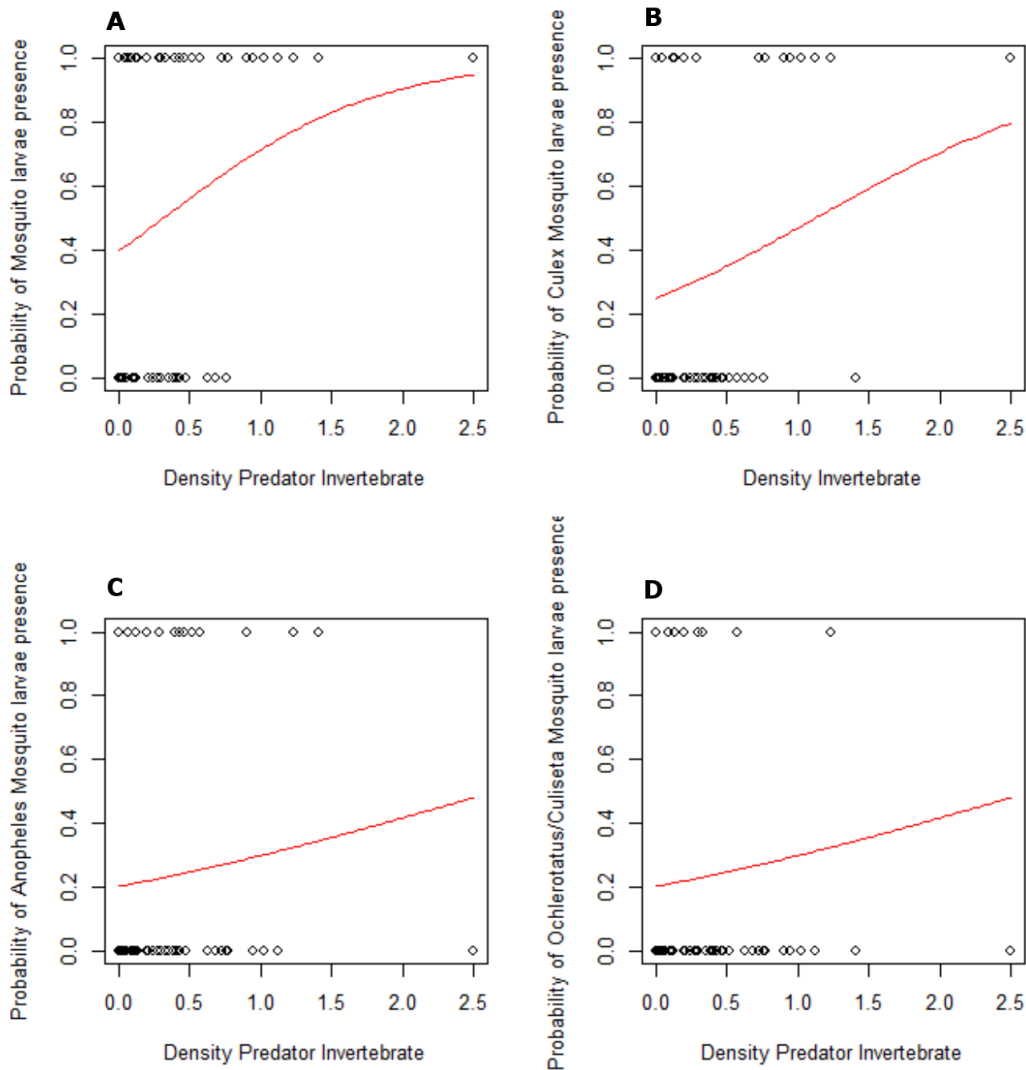 A
Probability of Mosquito larvae presence
1.0
0.8
0.6
0.4
0.2
0.0
0.0 0.5 1.0 1.5 2.0 2.5
Density Predator Invertebrate
B
Probability of Culex Mosquito larvae presence
1.0
0.8
0.6
0.4
0.2
0.0
0.0 0.5 1.0 1.5 2.0 2.5
Density Invertebrate
C
Probability of Anopheles Mosquito larvae presence
1.0
0.8
0.6
0.4
0.2
0.0
0.0 0.5 1.0 1.5 2.0 2.5
Density Predator Invertebrate
D
Probability of Ochlerotatus/Culiseta Mosquito larvae presence
1.0
0.8
0.6
0.4
0.2
0.0
0.0 0.5 1.0 1.5 2.0 2.5
Density Predator Invertebrate